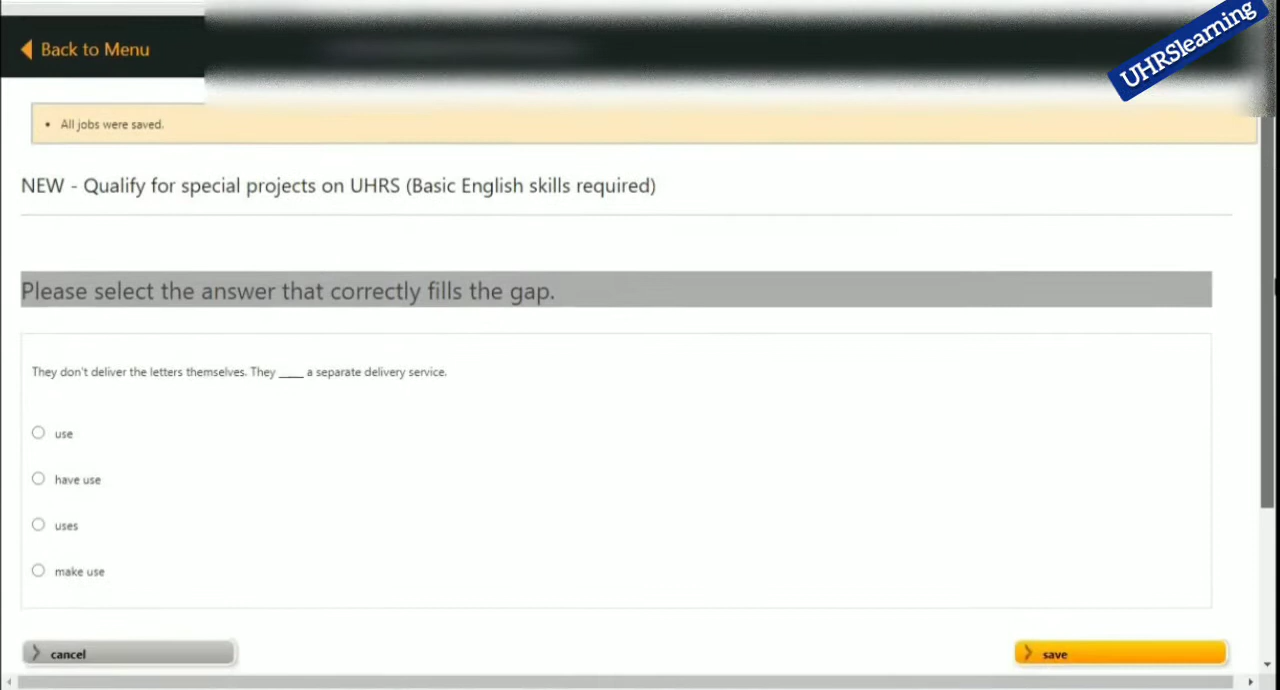 UHRSlearning
Back to Menu
• All jobs were saved.
NEW - Qualify for special projects on UHRS (Basic English skills required)
Please select the answer that correctly fills the gap.
They don't deliver the letters themselves. They ____ a separate delivery service.
use
have use
uses
make use
cancel
save